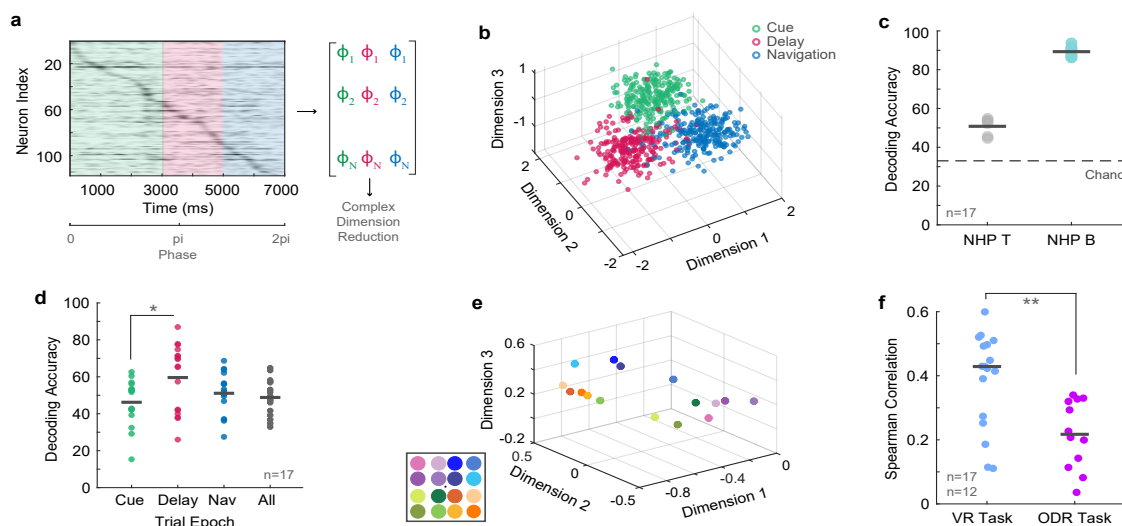 a
Neuron Index
20
60
100
1000 3000 5000 7000
Time (ms)
0 pi 2pi
Phase
ϕ1 ϕ1 ϕ1
ϕ2 ϕ2 ϕ2
ϕN ϕN ϕN
Complex
Dimension
Reduction
b
Cue
Delay
Navigation
Dimension 3
1
-1
Dimension 2
2
0
-2
Dimension 1
-2
0
2
c
Decoding Accuracy
100
80
60
40
20
0
Chanc
n=17
NHP T NHP B
d
Decoding Accuracy
100
80
60
40
20
0
*
n=17
Cue Delay Nav All
Trial Epoch
e
Dimension 3
0.6
0.2
-0.2
Dimension 2
0.5
0
-0.5
Dimension 1
-0.8
-0.4
0
f
Spearman Correlation
0.6
0.4
0.2
0
**
n=17
n=12
VR Task ODR Task